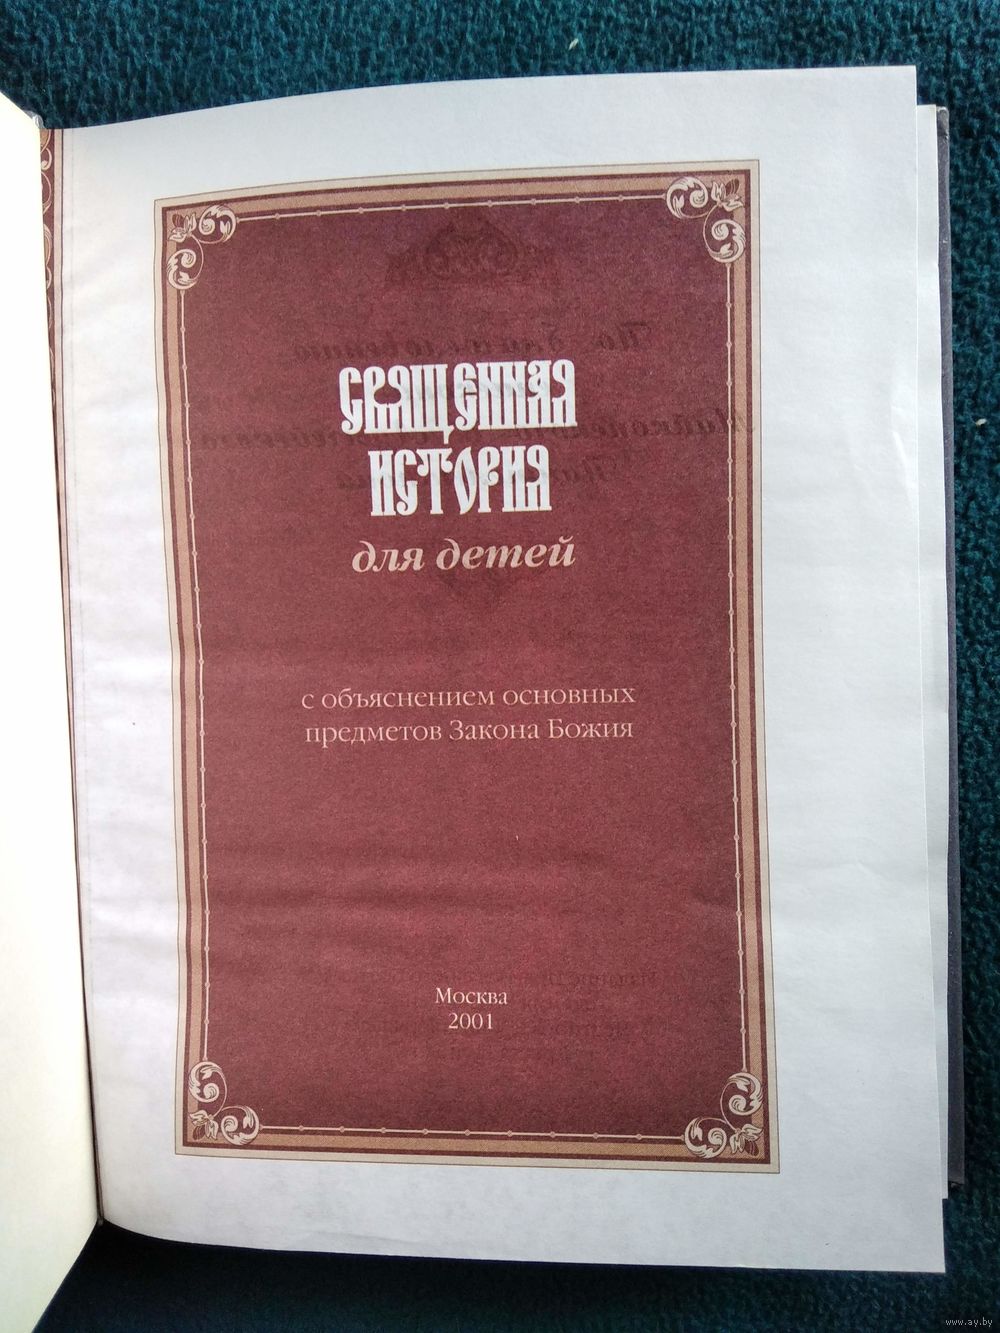 СВЯЩЕННАЯ
ИСТОРИЯ
для детей
с объяснением основных
предметов Закона Божия
Москва
2001
www.ay.by